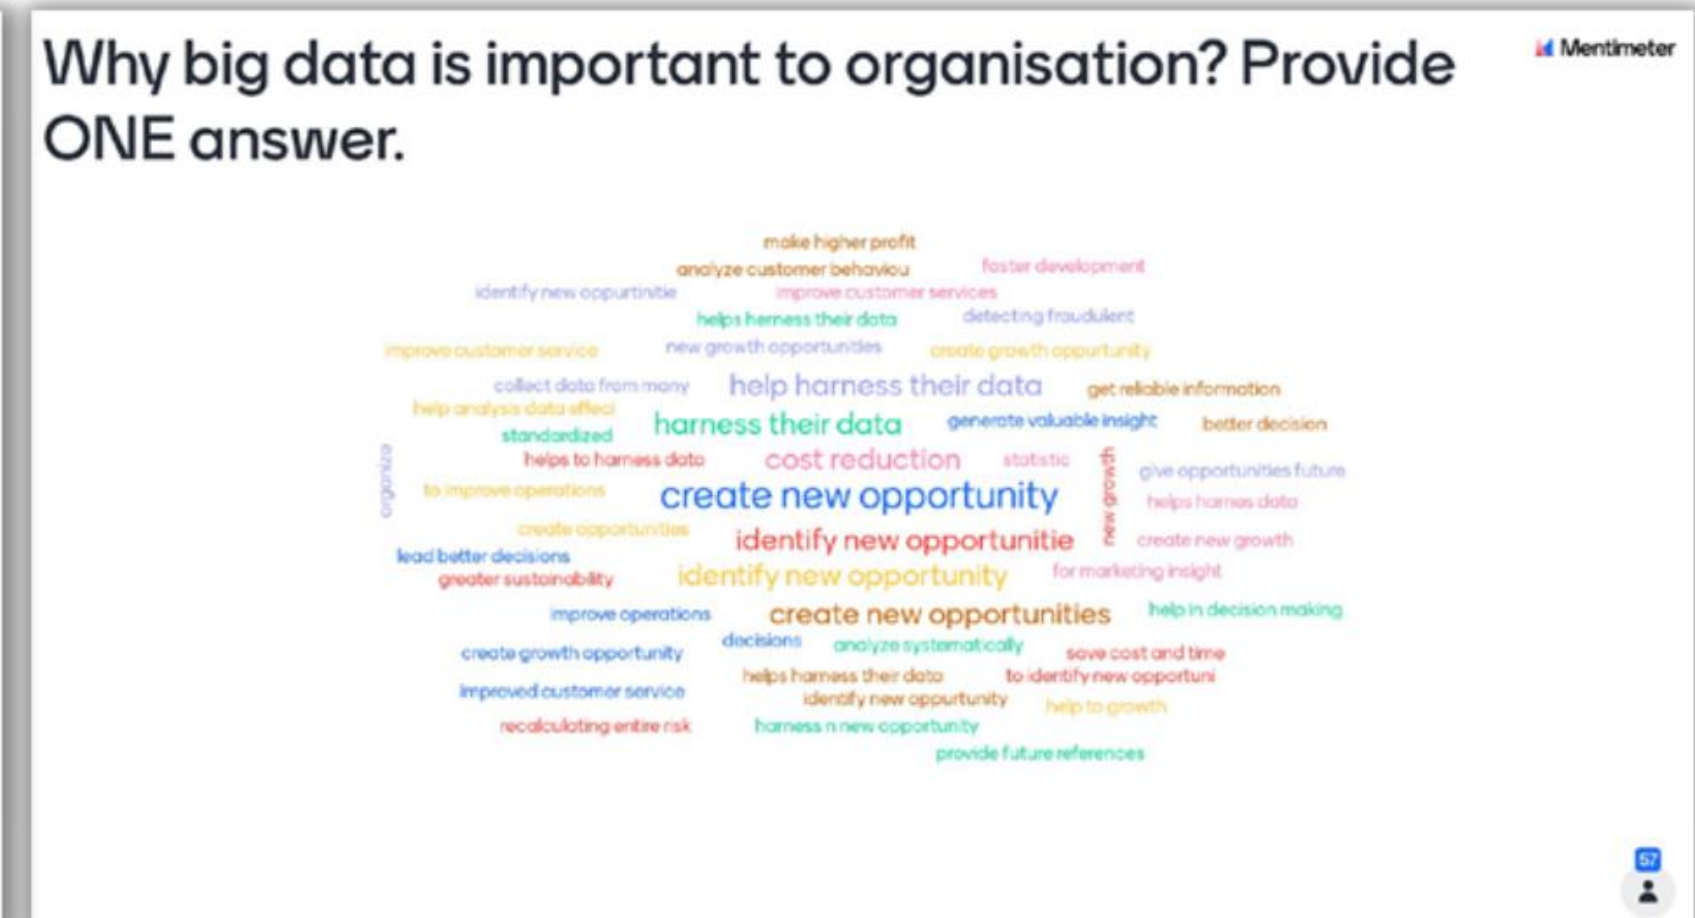 Why big data is important to organisation? Provide
ONE answer.
Mentimeter
make higher profit
analyze customer behaviou
faster development
identify new oppurtinitie
improve customer services
helps herness their data
detecting fraudulent
improve customer service
new growth opportunities
create growth oppurtunity
collect data from many
help harness their data
get reliable information
help analysis data effeci
harness their data
generate valuable insight
better decision
standardized
organize
helps to harness data
cost reduction
statistic
new growth
give opportunities future
to improve operations
create new opportunity
helps harnes data
create opportunities
identify new opportunitie
create new growth
lead better decisions
greater sustainability
identify new opportunity
for marketing insight
improve operations
create new opportunities
help in decision making
decisions
analyze systematically
create growth opportunity
save cost and time
helps harness their data
to identify new opportuni
improved customer service
identify new oppurtunity
help to growth
recalculating entire risk
harness n new opportunity
provide future references
57